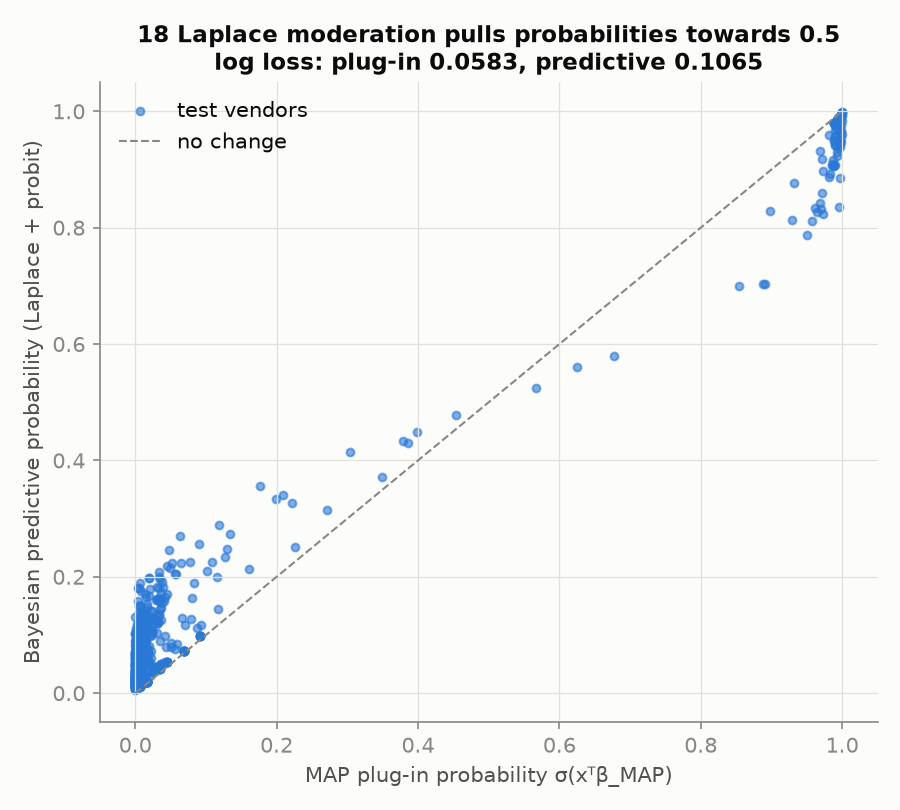 18 Laplace moderation pulls probabilities towards 0.5
log loss: plug-in 0.0583, predictive 0.1065
test vendors
no change
1.0
0.8
0.6
0.4
0.2
0.0
Bayesian predictive probability (Laplace + probit)
0.0 0.2 0.4 0.6 0.8 1.0
MAP plug-in probability σ(xᵀβ_MAP)